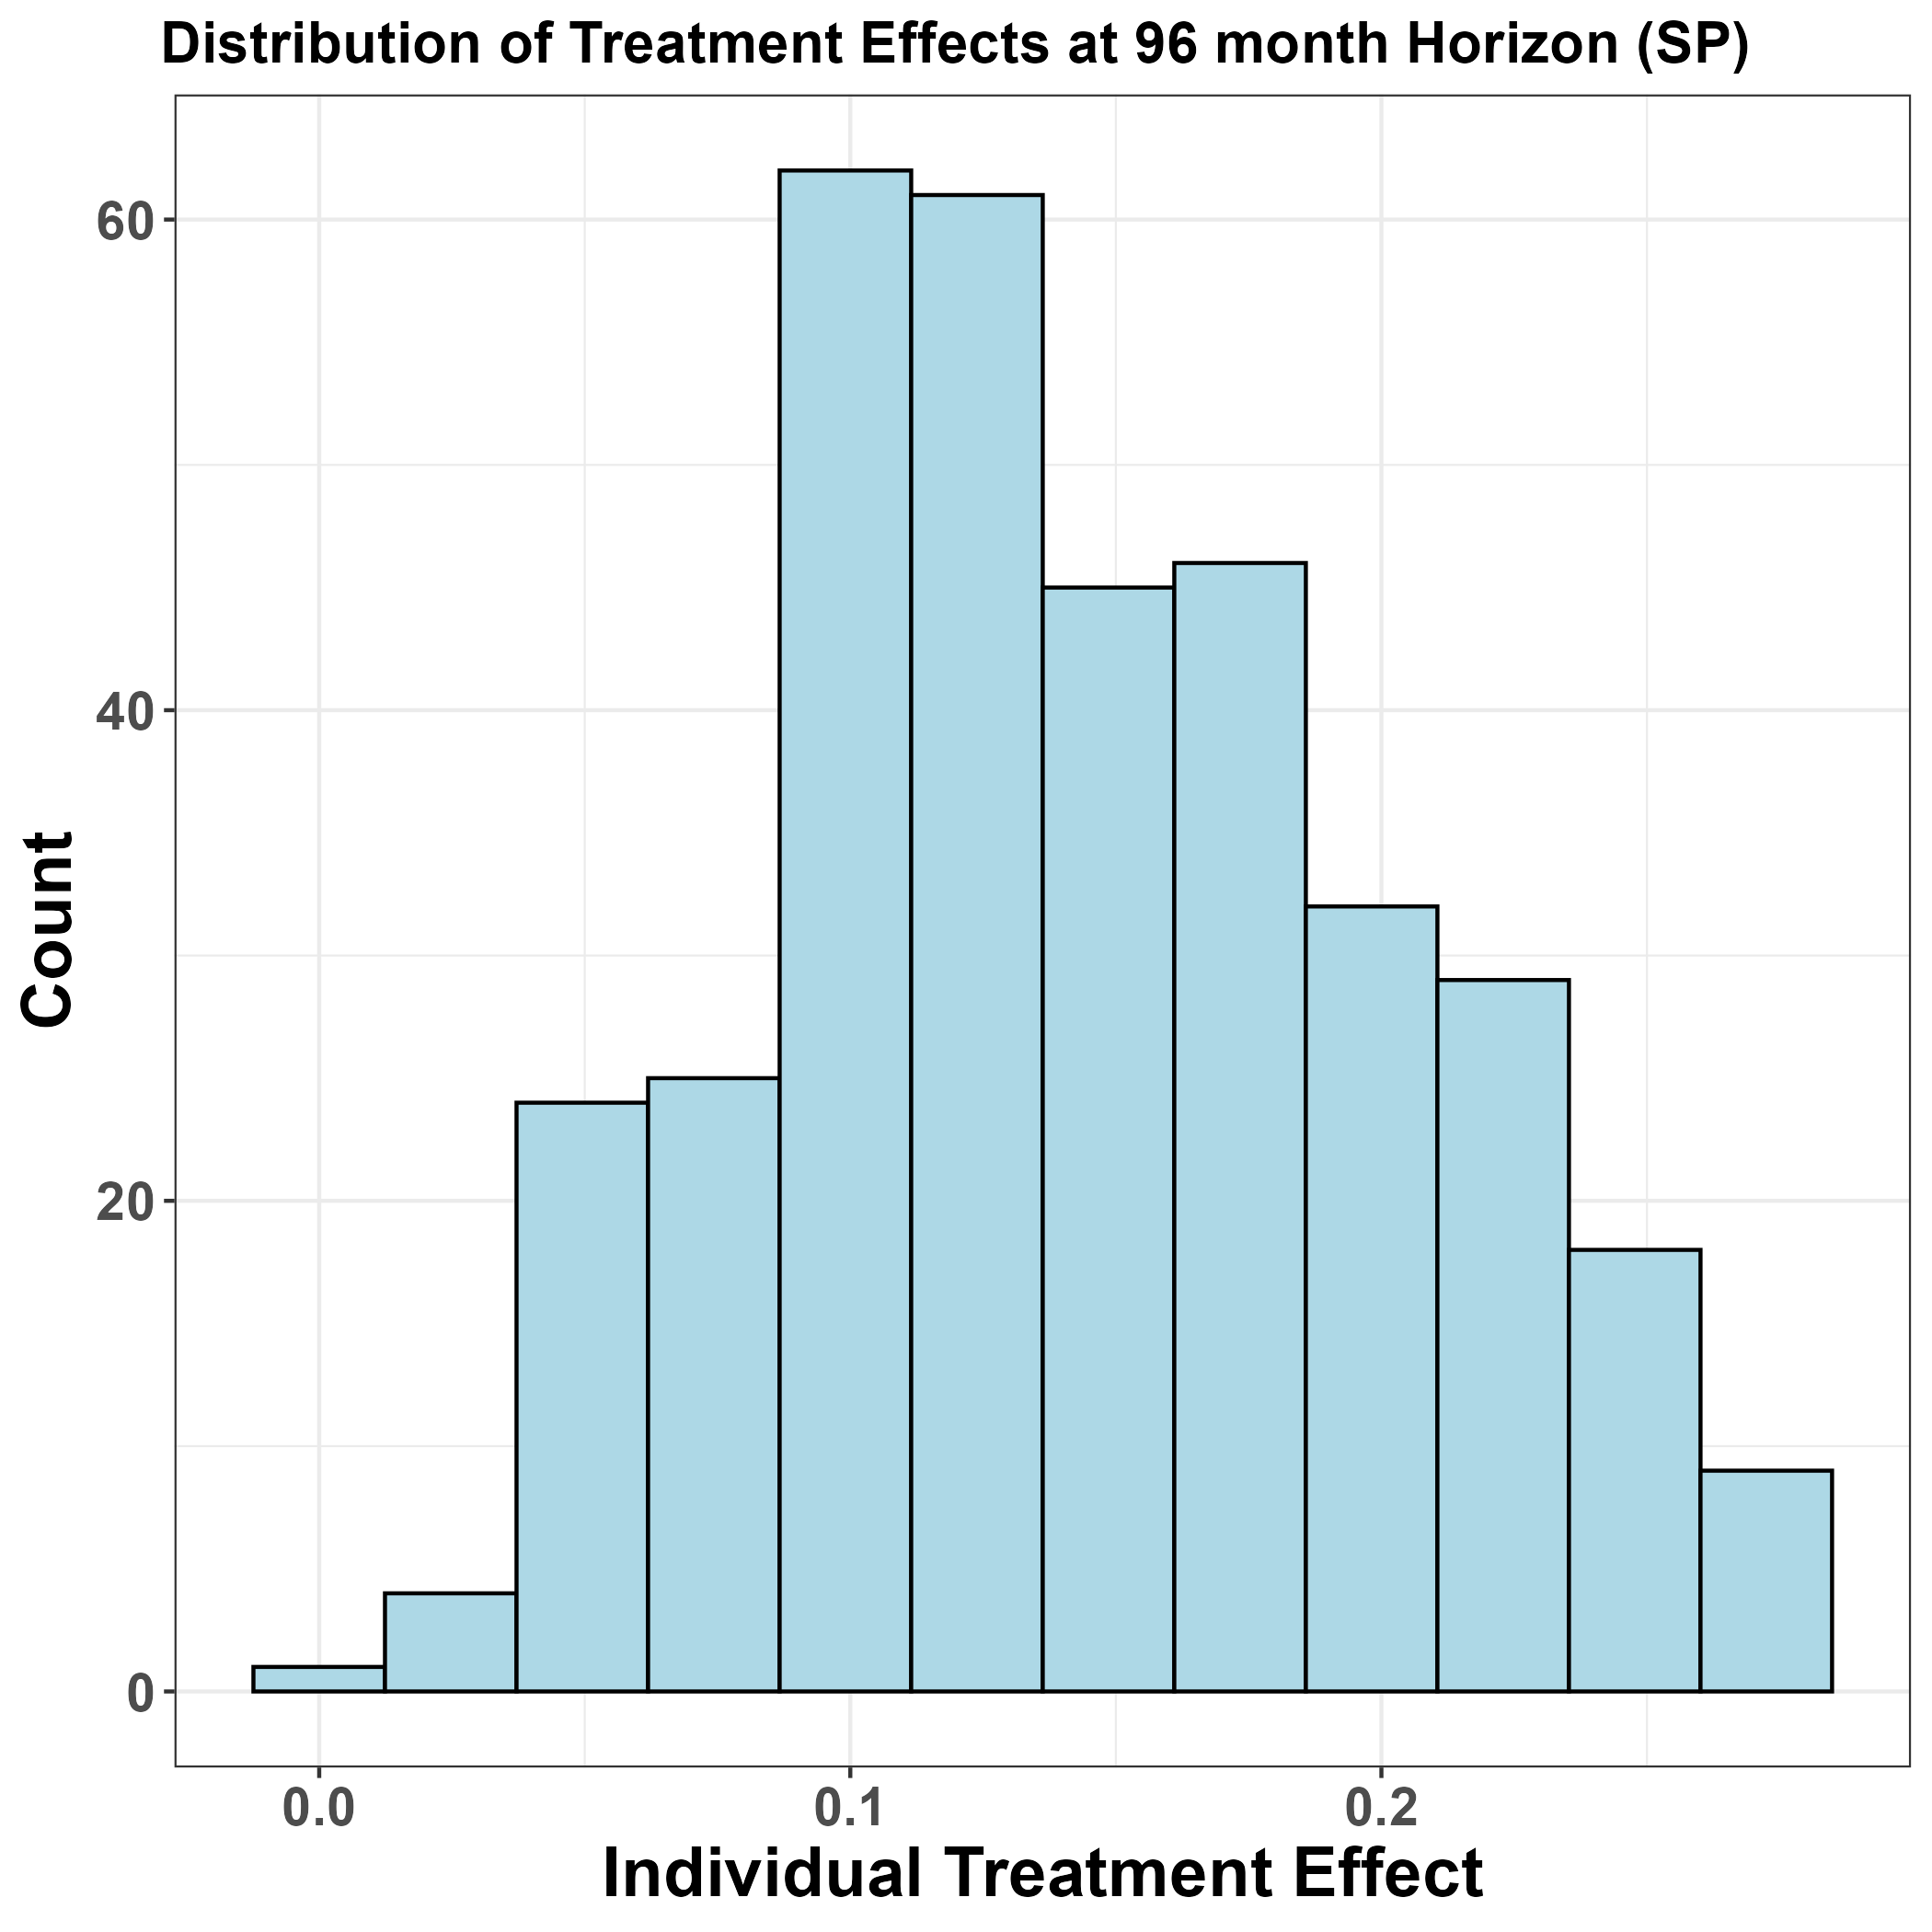 Distribution of Treatment Effects at 96 month Horizon (SP)
60
40
20
0
Count
0.0 0.1 0.2
Individual Treatment Effect